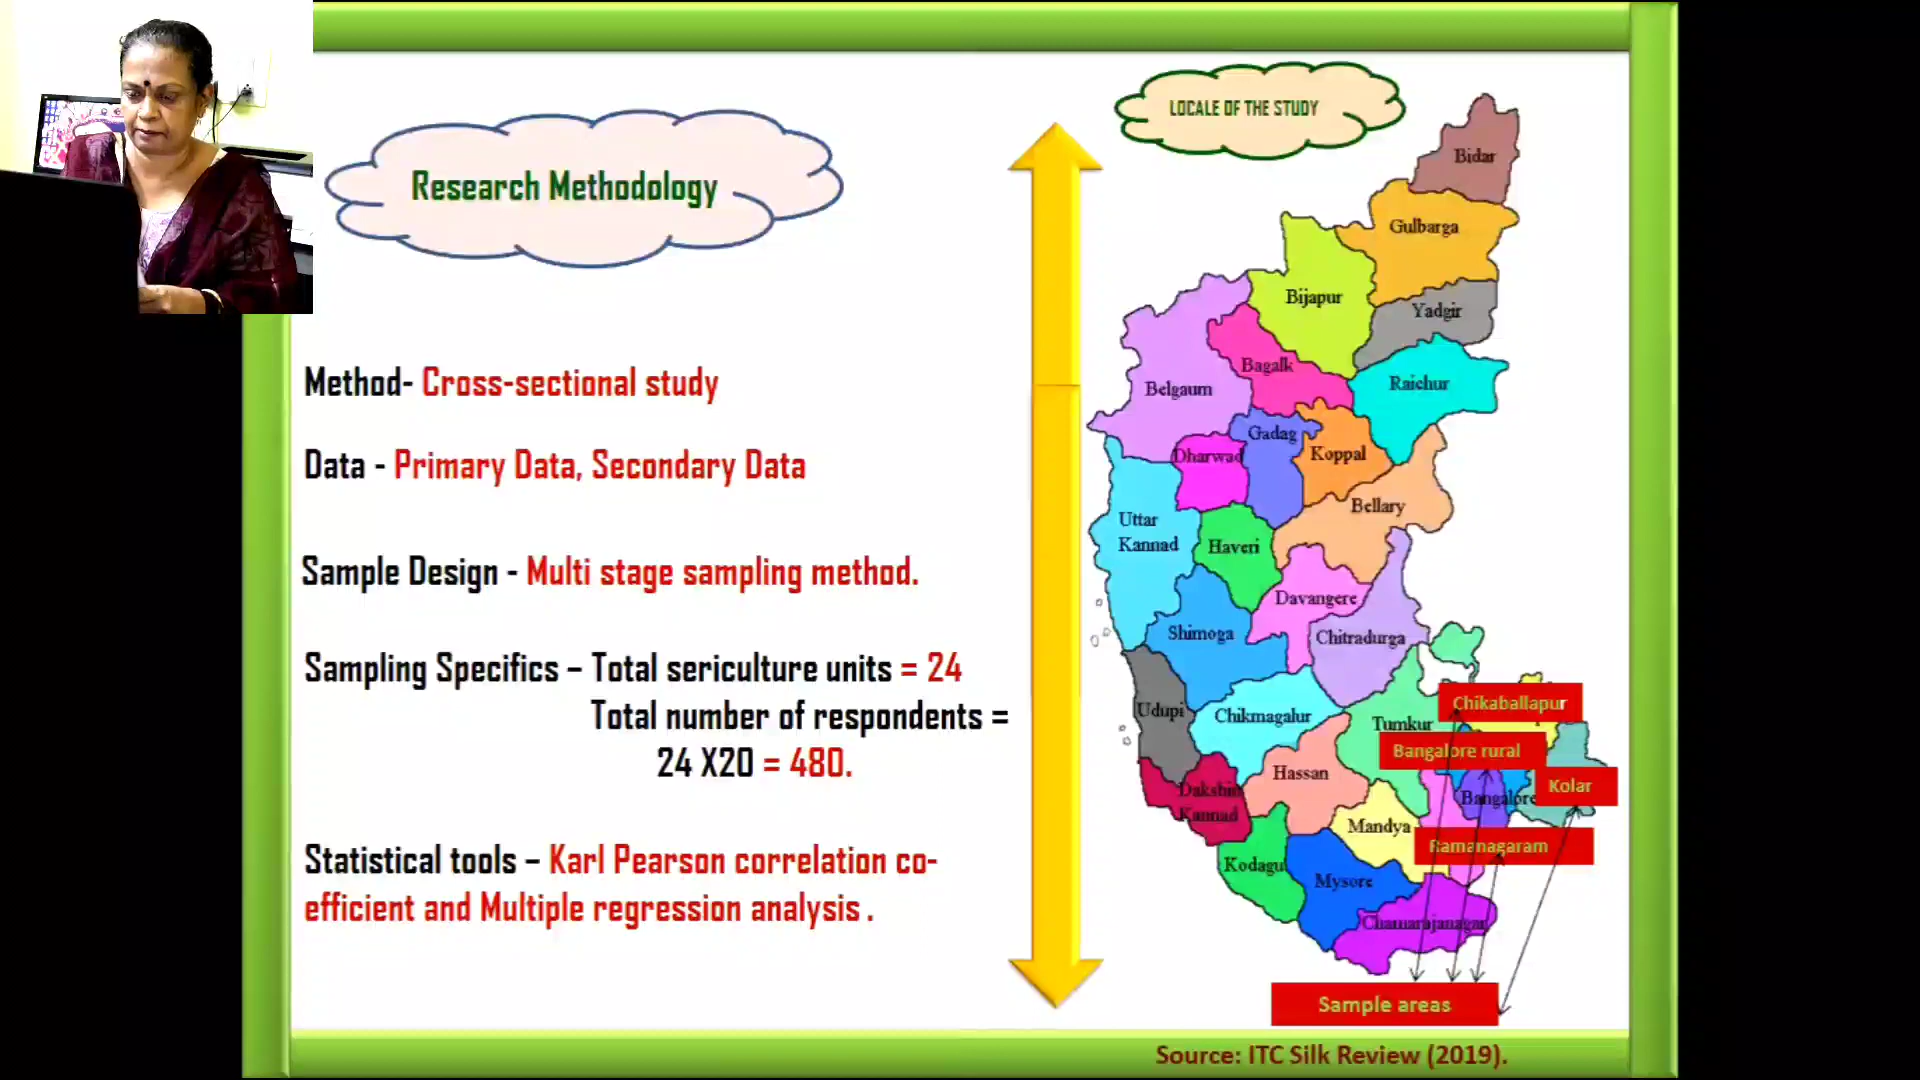 Research Methodology
Method- Cross-sectional study
Data - Primary Data, Secondary Data
Sample Design - Multi stage sampling method.
Sampling Specifics – Total sericulture units = 24
Total number of respondents =
24 X20 = 480.
Statistical tools – Karl Pearson correlation co-
efficient and Multiple regression analysis .
LOCALE OF THE STUDY
Bidar
Gulbarga
Bijapur
Yadgir
Bagalk
Raichur
Belgaum
Gadag
Koppal
Dharwad
Bellary
Uttar
Kannad
Haveri
Davangere
Shimoga
Chitradurga
Chikaballapur
Udupi
Chikmagalur
Tumkur
Bangalore rural
Hassan
Kolar
Dakshin
Kannad
Bangalore
Mandya
Ramanagaram
Kodagu
Mysore
Chamarajanagar
Sample areas
Source: ITC Silk Review (2019).